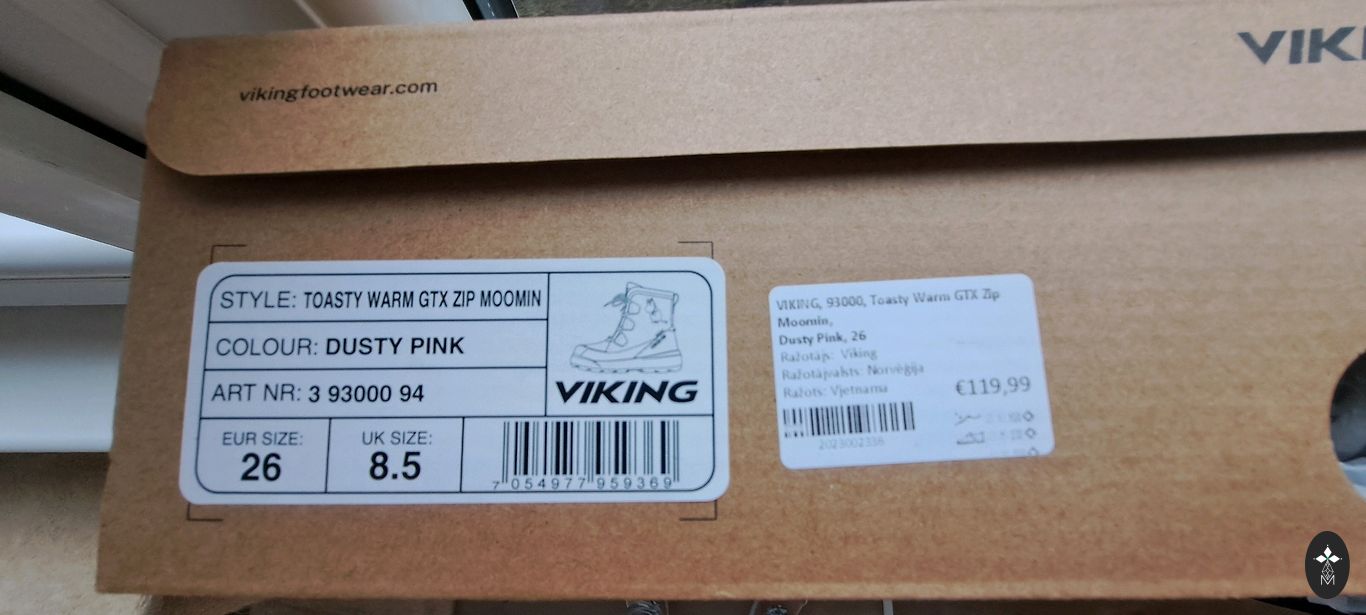 vikingfootwear.com
VIKI
STYLE: TOASTY WARM GTX ZIP MOOMIN
COLOUR: DUSTY PINK
ART NR: 3 93000 94
VIKING
EUR SIZE:
26
UK SIZE:
8.5
7 054977 959369
VIKING, 93000, Toasty Warm GTX Zip
Moomin,
Dusty Pink, 26
Ražotājs: Viking
Ražotājvalsts: Norvēģija
Ražots: Vjetnama
€119,99
2023002336
M